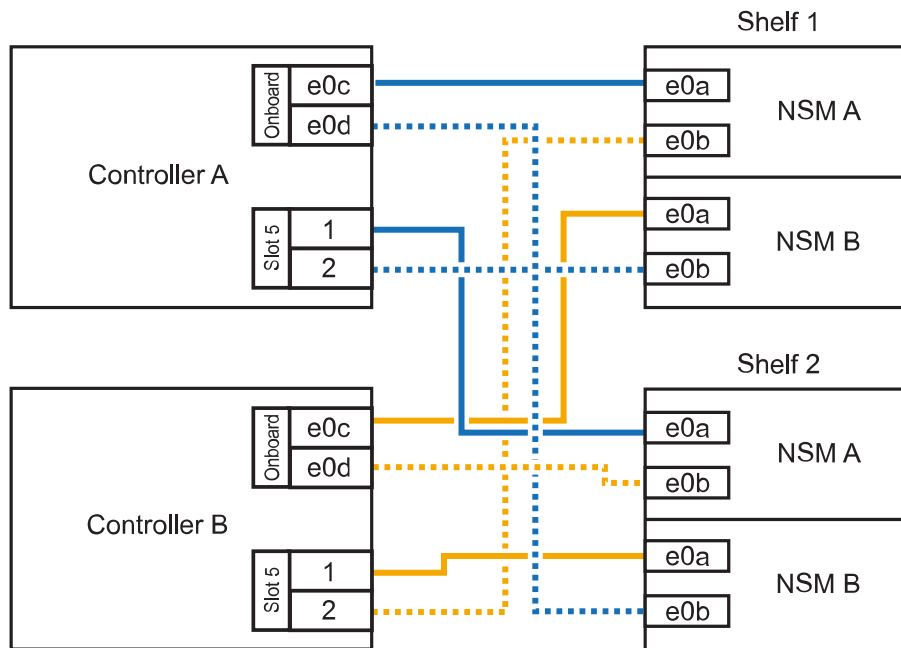 Shelf 1
Controller A
Onboard
e0c
e0d
Slot 5
1
2
e0a
e0b
NSM A
e0a
e0b
NSM B
Shelf 2
Controller B
Onboard
e0c
e0d
Slot 5
1
2
e0a
e0b
NSM A
e0a
e0b
NSM B